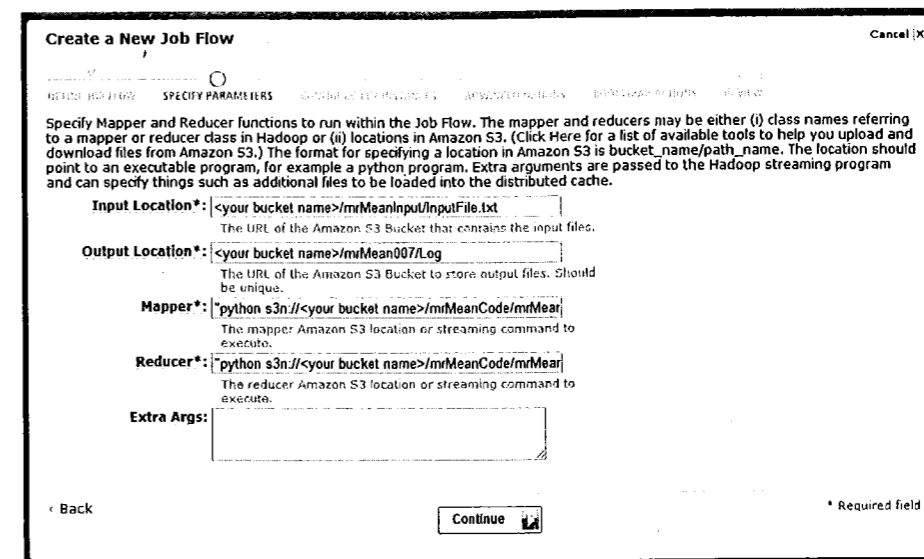 Create a New Job Flow
Cancel X
SPECIFY PARAMETERS
Specify Mapper and Reducer functions to run within the Job Flow. The mapper and reducers may be either (i) class names referring
to a mapper or reducer class in Hadoop or (ii) locations in Amazon S3. (Click Here for a list of available tools to help you upload and
download files from Amazon S3.) The format for specifying a location in Amazon S3 is bucket_name/path_name. The location should
point to an executable program, for example a python program. Extra arguments are passed to the Hadoop streaming program
and can specify things such as additional files to be loaded into the distributed cache.
Input Location*: <your bucket name>/mrMeanInput/InputFile.txt
The URL of the Amazon S3 Bucket that contains the input files.
Output Location*: <your bucket name>/mrMean007/Log
The URL of the Amazon S3 Bucket to store output files. Should
be unique.
Mapper*: "python s3n://<your bucket name>/mrMeanCode/mrMear
The mapper Amazon S3 location or streaming command to
execute.
Reducer*: "python s3n://<your bucket name>/mrMeanCode/mrMear
The reducer Amazon S3 location or streaming command to
execute.
Extra Args:
‹ Back
Continue
* Required field